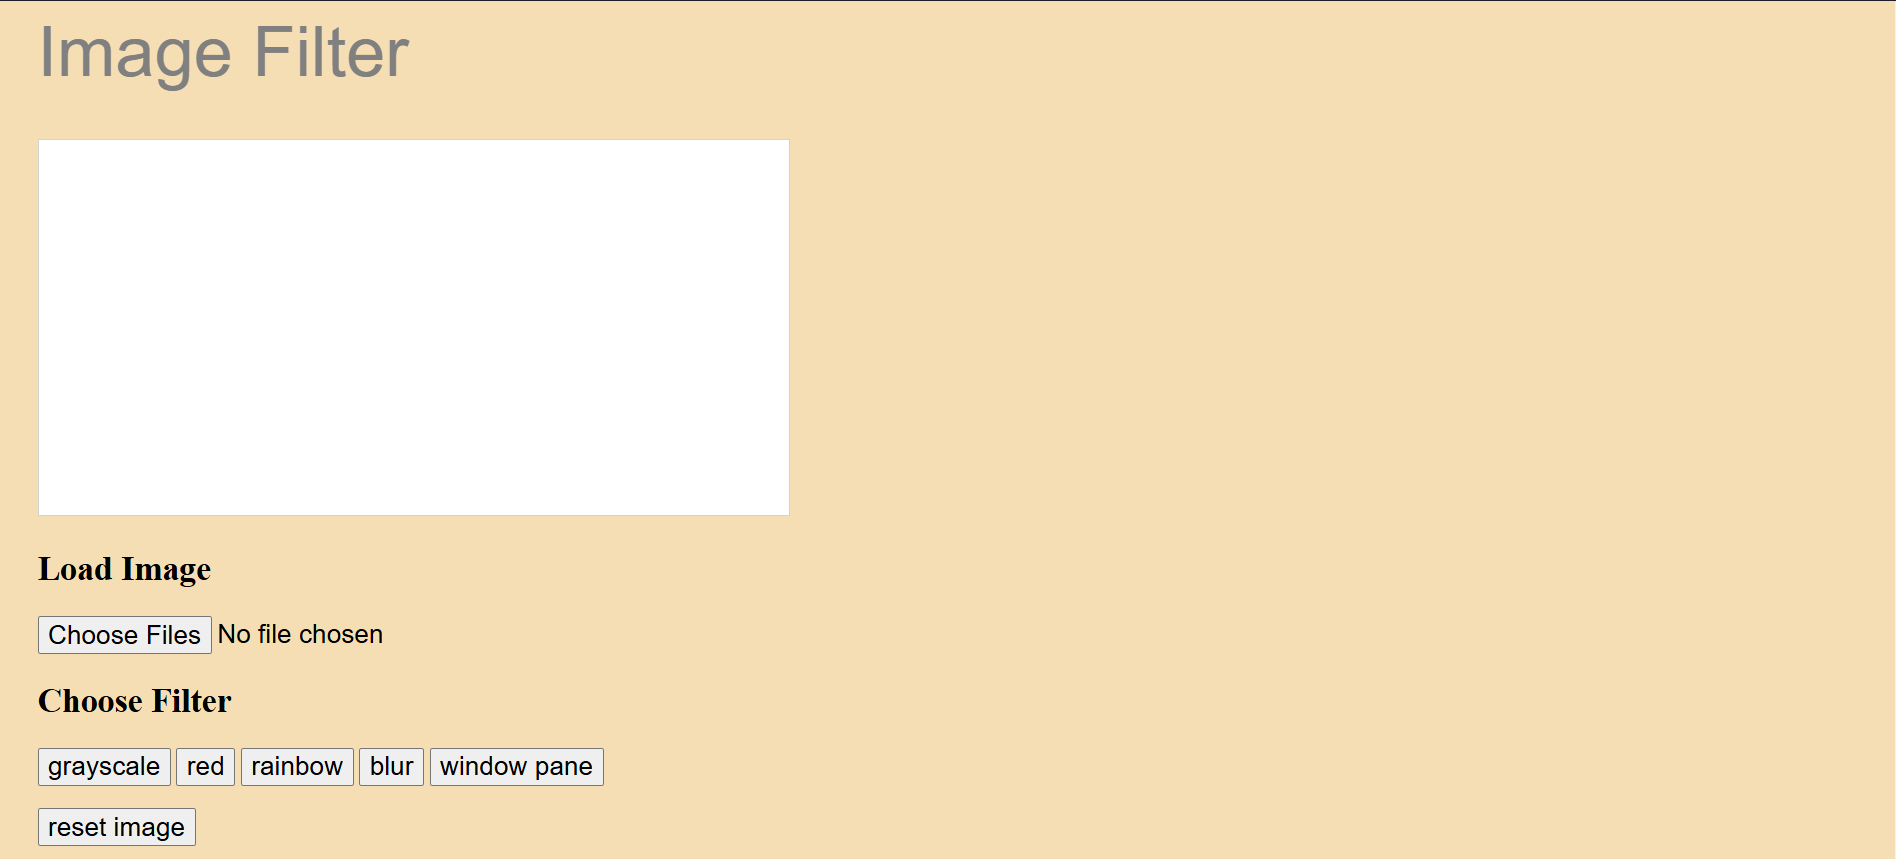 Image Filter
Load Image
Choose Files No file chosen
Choose Filter
grayscale red rainbow blur window pane
reset image